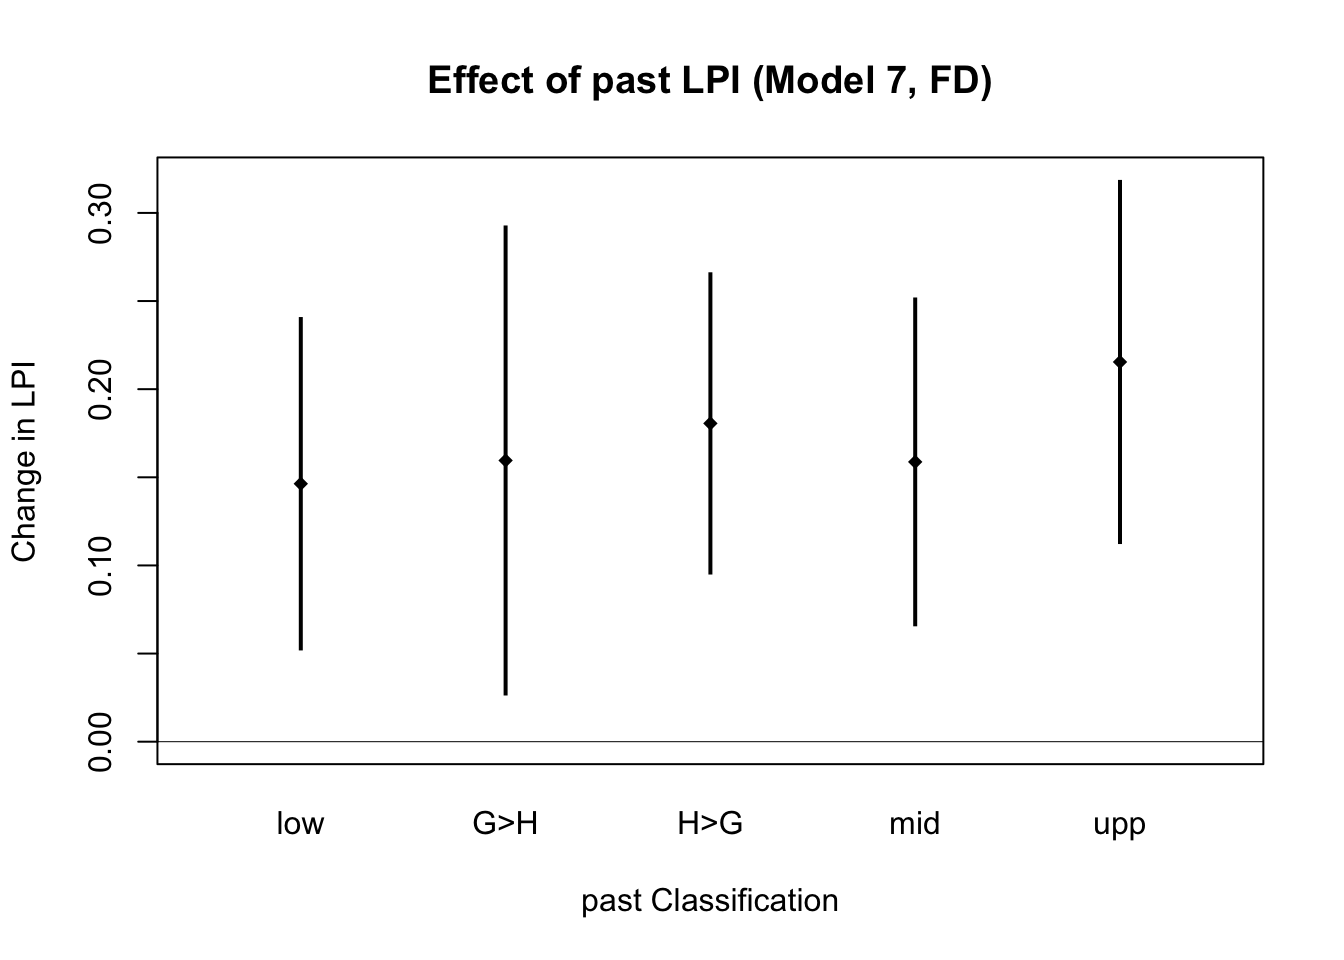 Effect of past LPI (Model 7, FD)
Change in LPI
0.30
0.20
0.10
0.00
low G>H H>G mid upp
past Classification